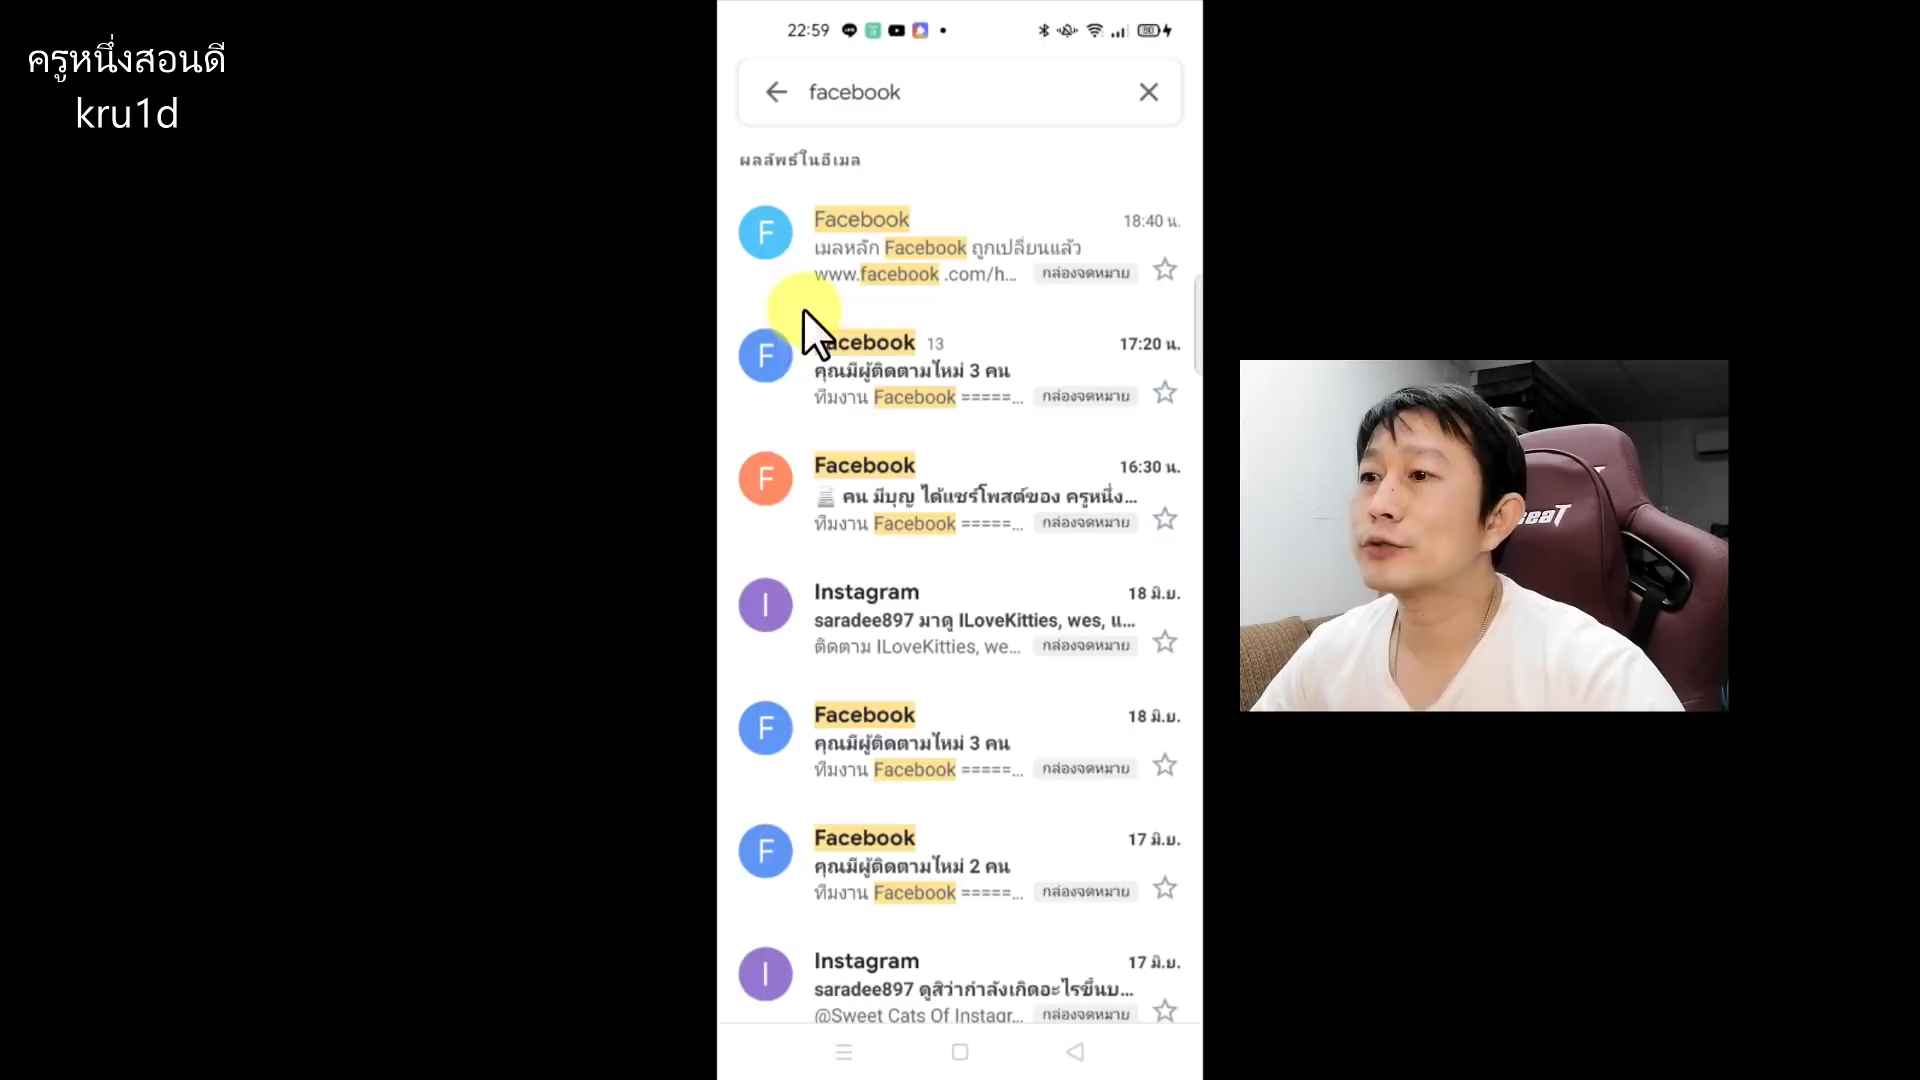 ครูหนึ่งสอนดี
kru1d
22:59
facebook
ผลลัพธ์ในอีเมล
F
Facebook
18:40 น.
เมลหลัก Facebook ถูกเปลี่ยนแล้ว
www.facebook .com/h...
กล่องจดหมาย
F
acebook 13
17:20 น.
คุณมีผู้ติดตามใหม่ 3 คน
ทีมงาน Facebook =====...
กล่องจดหมาย
F
Facebook
16:30 น.
คน มีบุญ ได้แชร์โพสต์ของ ครูหนึ่ง...
ทีมงาน Facebook =====...
กล่องจดหมาย
I
Instagram
18 มิ.ย.
saradee897 มาดู ILoveKitties, wes, แ...
ติดตาม ILoveKitties, we...
กล่องจดหมาย
F
Facebook
18 มิ.ย.
คุณมีผู้ติดตามใหม่ 3 คน
ทีมงาน Facebook =====...
กล่องจดหมาย
F
Facebook
17 มิ.ย.
คุณมีผู้ติดตามใหม่ 2 คน
ทีมงาน Facebook =====...
กล่องจดหมาย
I
Instagram
17 มิ.ย.
saradee897 ดูสิว่ากำลังเกิดอะไรขึ้นบ...
@Sweet Cats Of Instagr...
กล่องจดหมาย